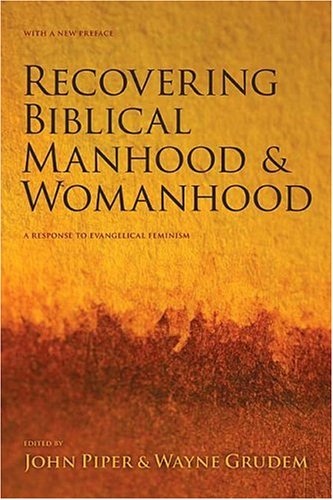 WITH A NEW PREFACE
RECOVERING
BIBLICAL
MANHOOD &
WOMANHOOD
A RESPONSE TO EVANGELICAL FEMINISM
EDITED BY
JOHN PIPER & WAYNE GRUDEM